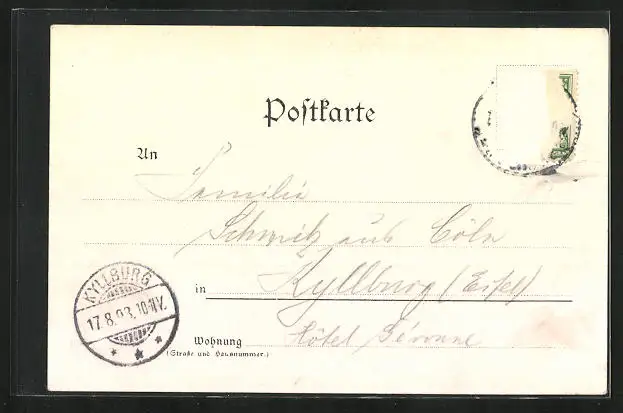 Postkarte
An
Familie
Schmitz aus Cöln
in Kyllburg (Eifel)
Wohnung Hôtel
(Straße und Hausnummer.)
KYLLBURG
17.8.03. 10-11V.